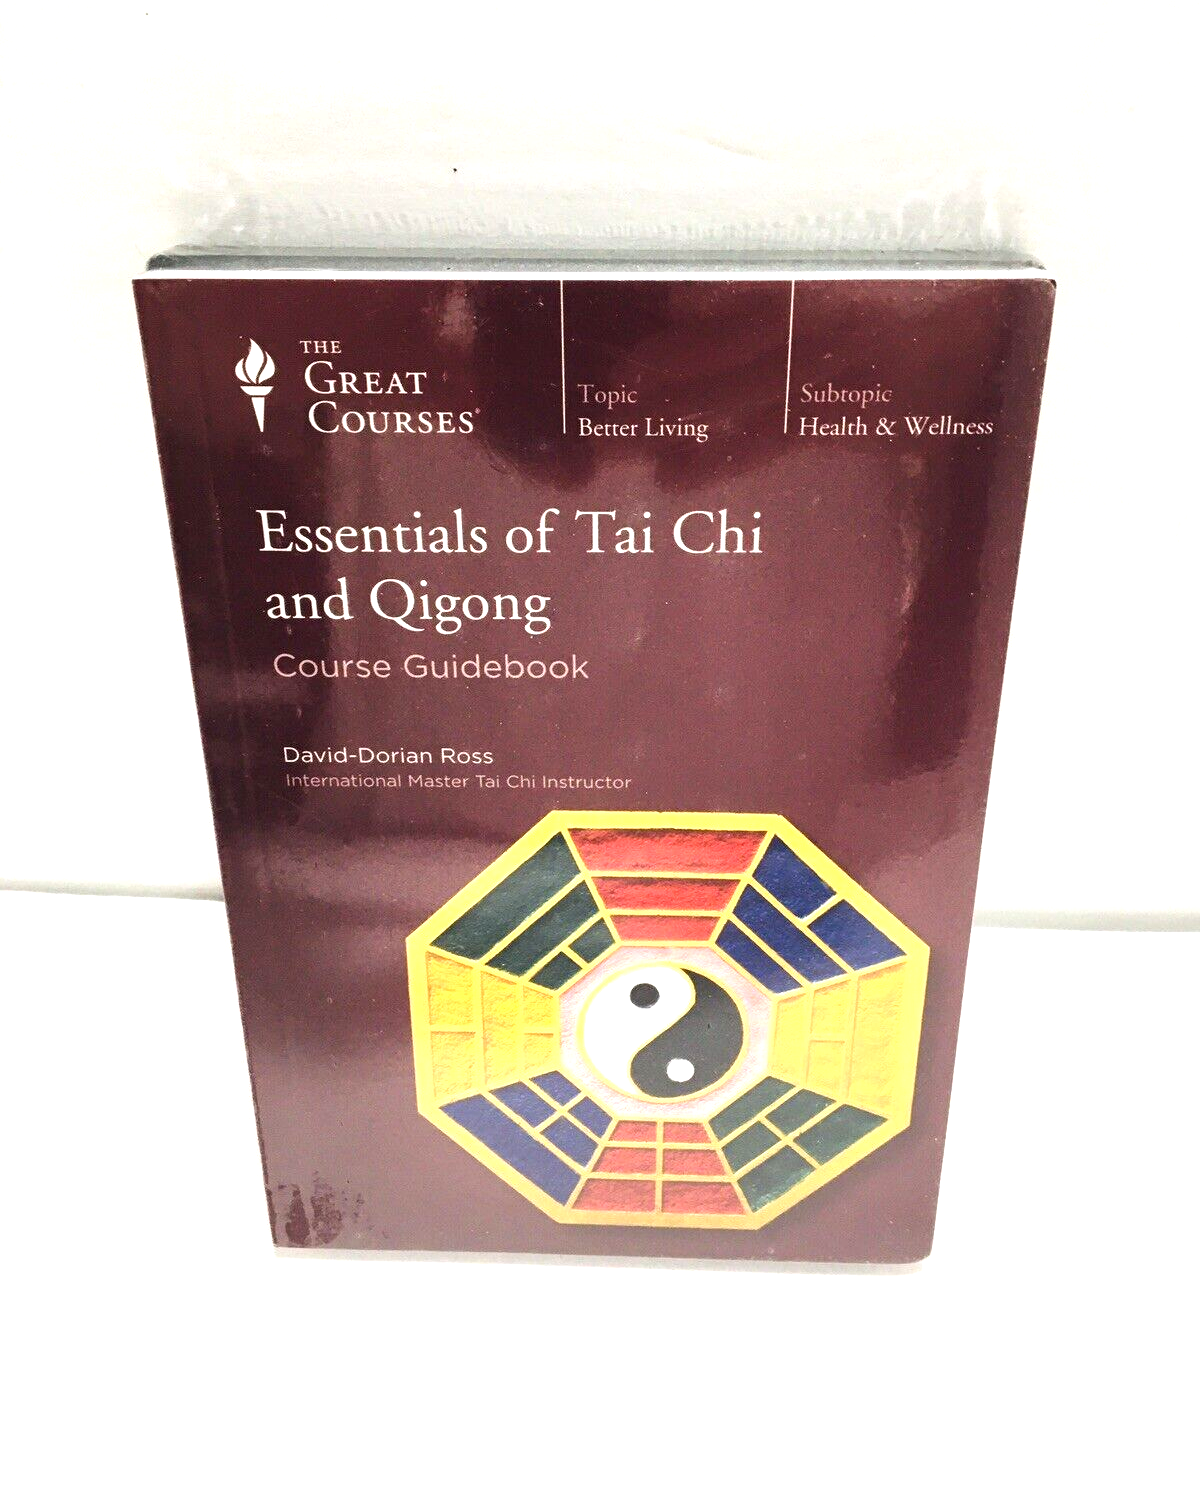 THE
GREAT
COURSES®
Topic
Better Living
Subtopic
Health & Wellness
Essentials of Tai Chi
and Qigong
Course Guidebook
David-Dorian Ross
International Master Tai Chi Instructor